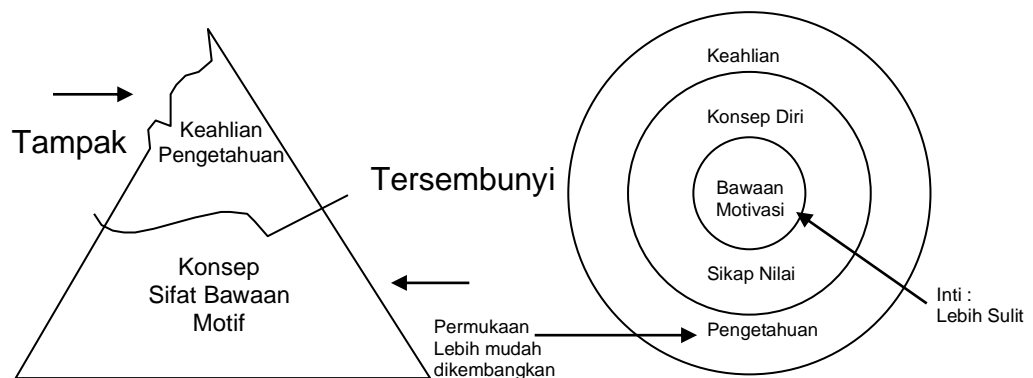 Tampak
Keahlian
Pengetahuan
Tersembunyi
Konsep
Sifat Bawaan
Motif
Permukaan
Lebih mudah
dikembangkan
Keahlian
Konsep Diri
Bawaan
Motivasi
Sikap Nilai
Pengetahuan
Inti :
Lebih Sulit